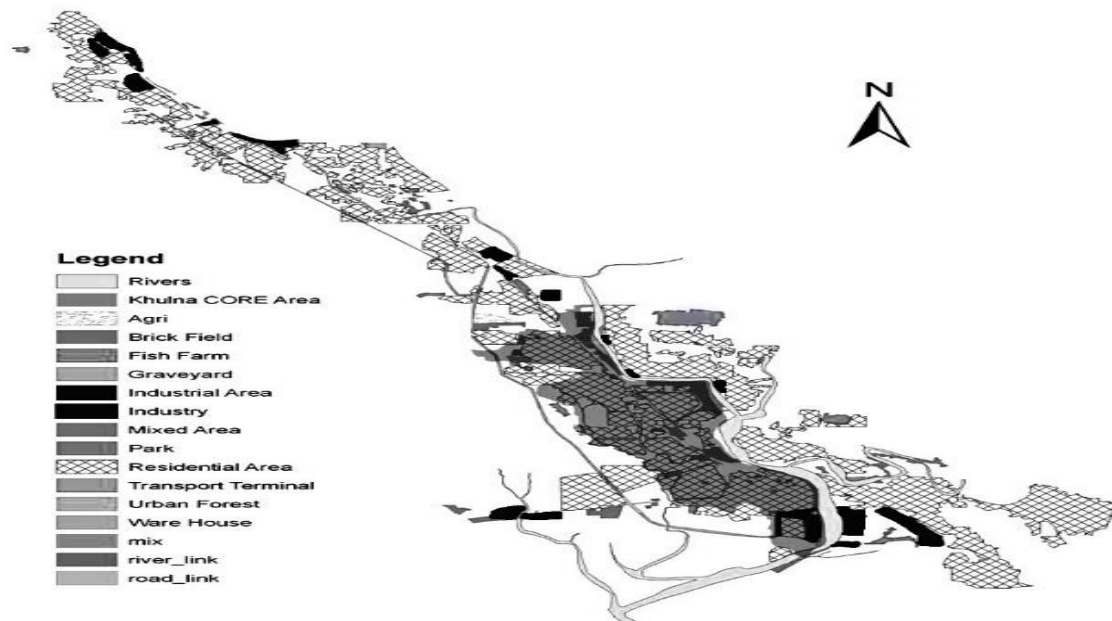 N
Legend
Rivers
Khulna CORE Area
Agri
Brick Field
Fish Farm
Graveyard
Industrial Area
Industry
Mixed Area
Park
Residential Area
Transport Terminal
Urban Forest
Ware House
mix
river_link
road_link